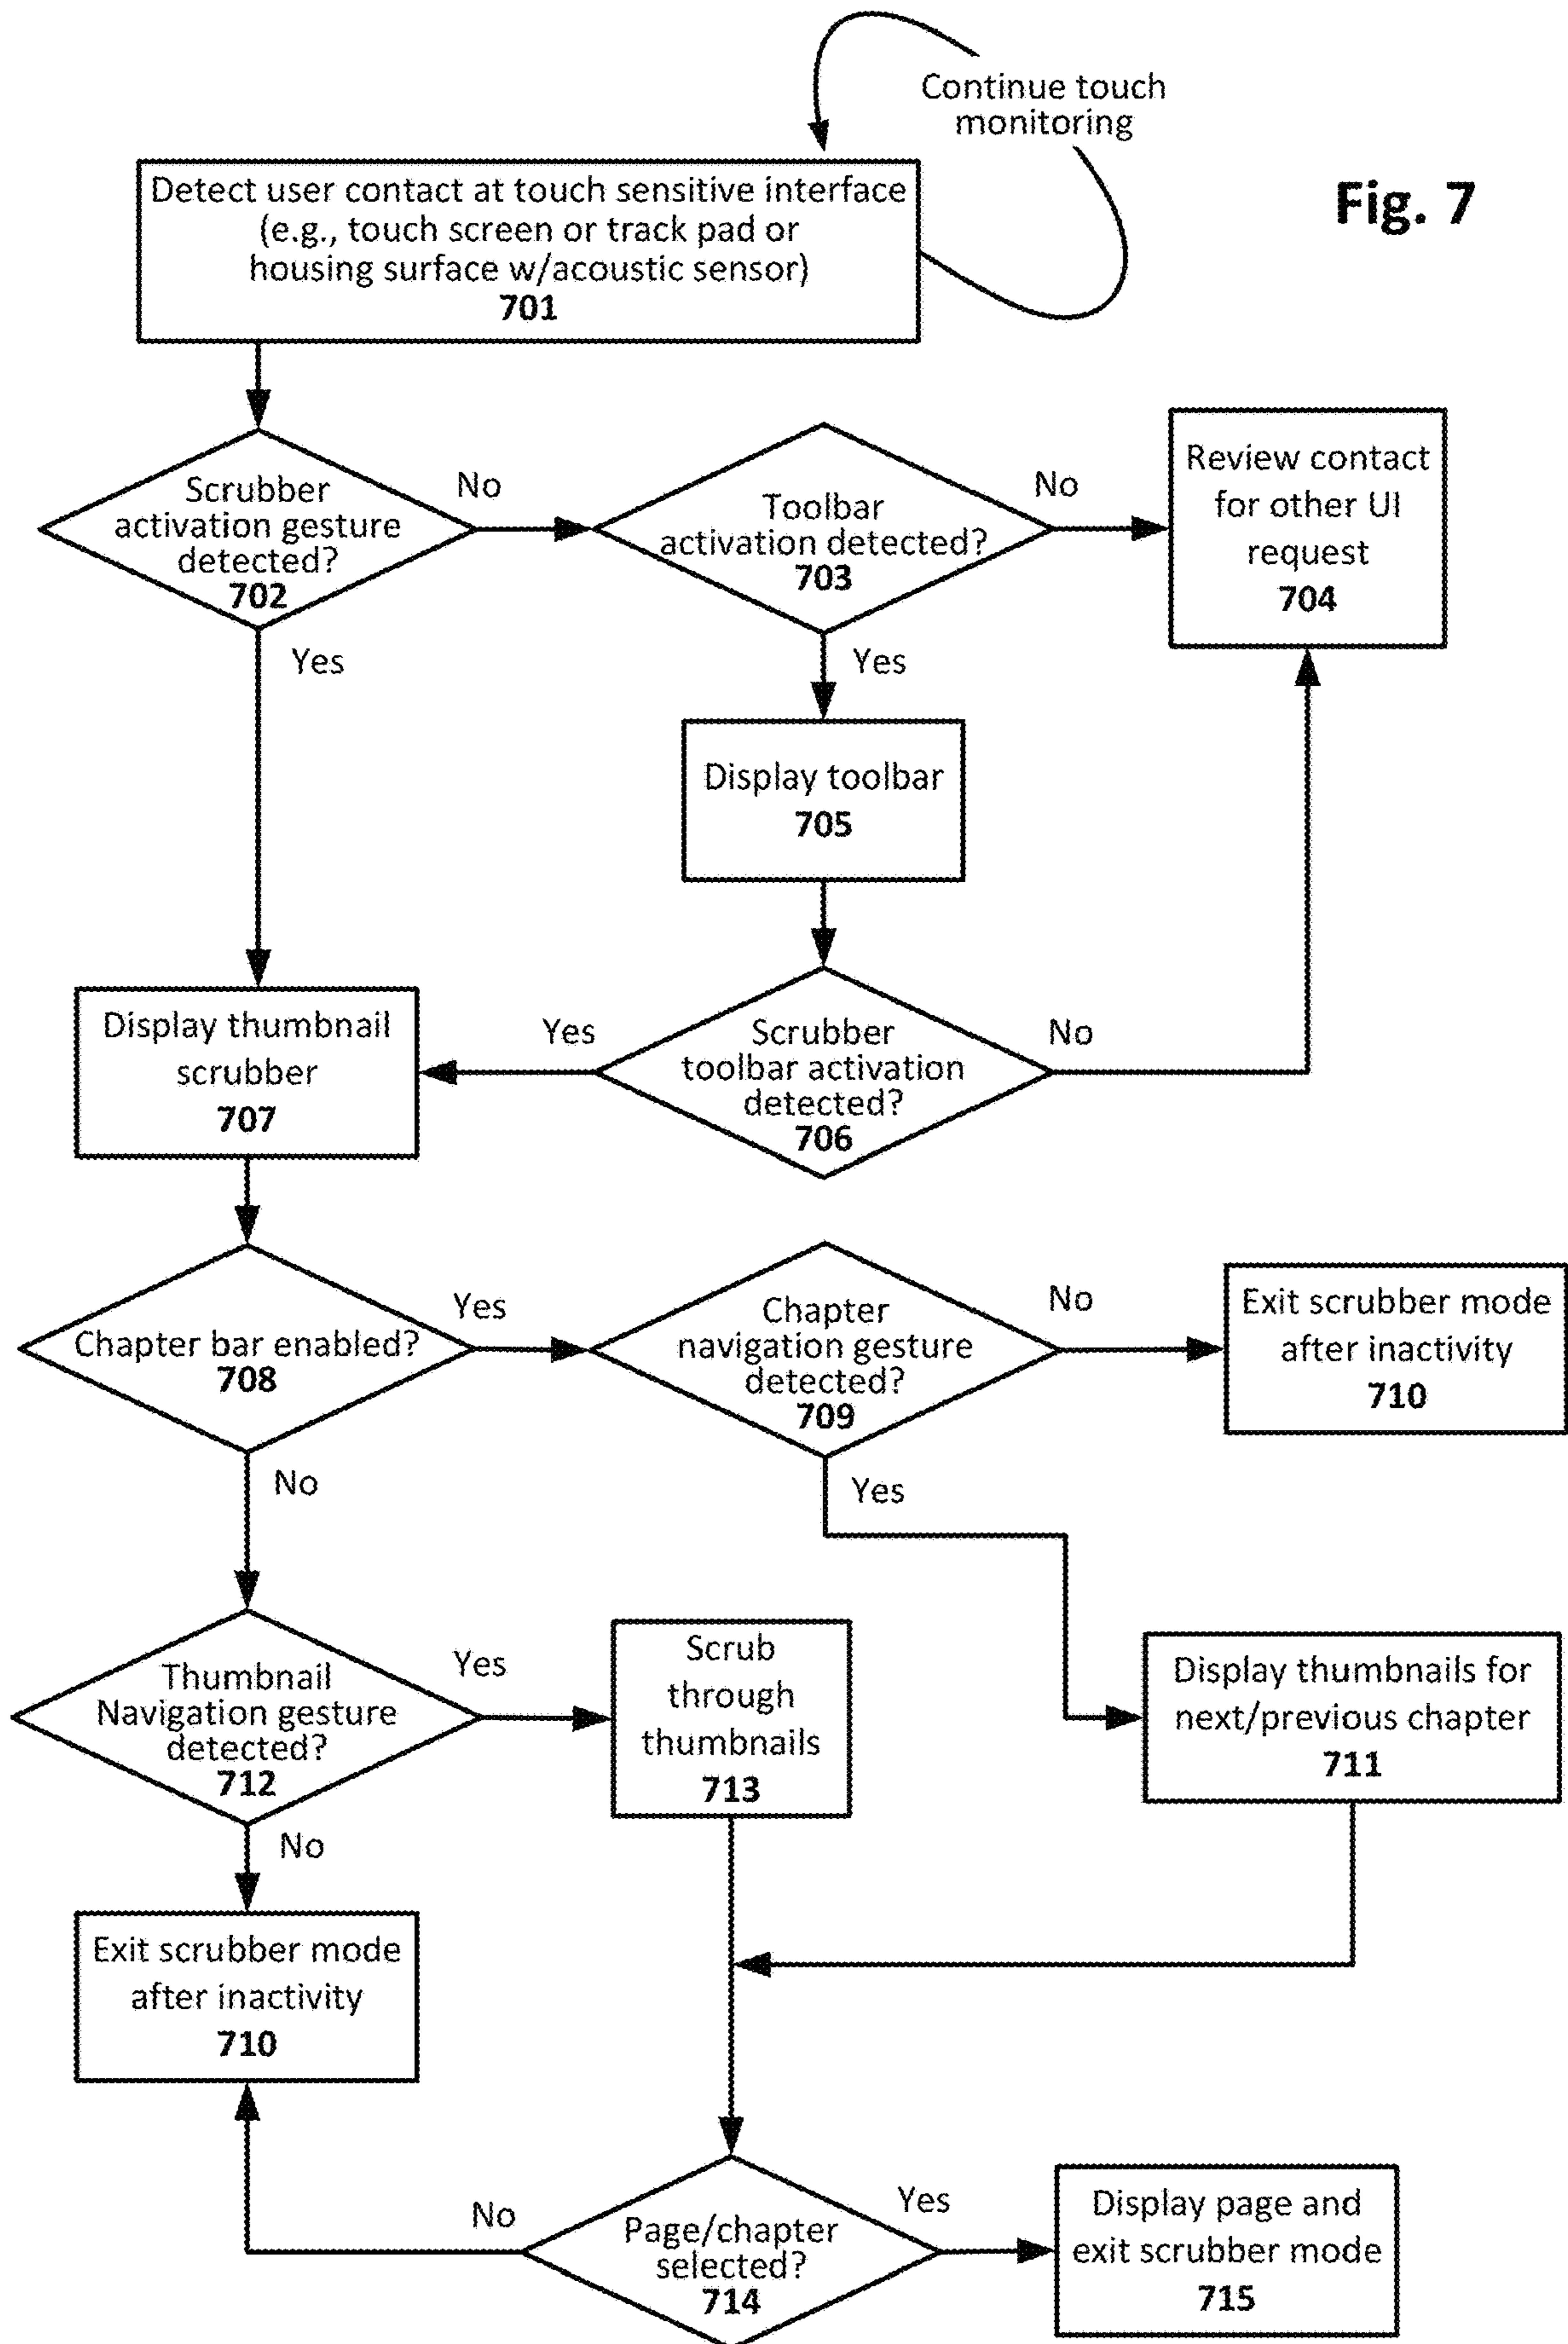 Continue touch
monitoring
Fig. 7
Detect user contact at touch sensitive interface
(e.g., touch screen or track pad or
housing surface w/acoustic sensor)
701
Scrubber
activation gesture
detected?
702
No
Toolbar
activation detected?
703
No
Review contact
for other UI
request
704
Yes
Yes
Display toolbar
705
Display thumbnail
scrubber
707
Yes
Scrubber
toolbar activation
detected?
706
No
Chapter bar enabled?
708
Yes
Chapter
navigation gesture
detected?
709
No
Exit scrubber mode
after inactivity
710
No
Yes
Thumbnail
Navigation gesture
detected?
712
Yes
Scrub
through
thumbnails
713
Display thumbnails for
next/previous chapter
711
No
Exit scrubber mode
after inactivity
710
No
Page/chapter
selected?
714
Yes
Display page and
exit scrubber mode
715